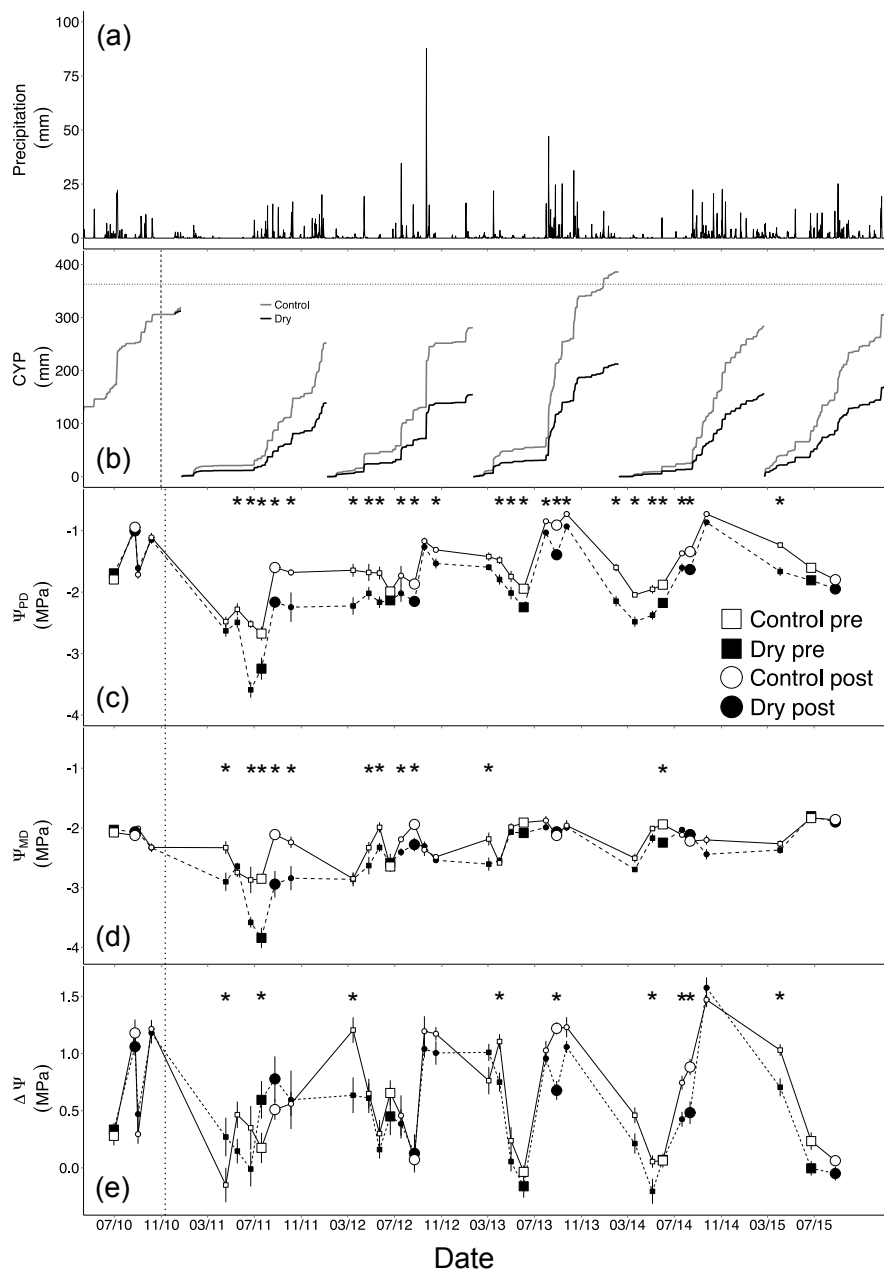 (a)
100
75
50
25
0
Precipitation
(mm)
400
300
200
100
0
CYP
(mm)
Control
Dry
(b)
* * * * * * * * * * * * * * * * * * * * * * * *
-1
-2
-3
-4
ΨPD
(MPa)
Control pre
Dry pre
Control post
Dry post
(c)
* * * * * * * * * * *
-1
-2
-3
-4
ΨMD
(MPa)
(d)
* * * * * * * * *
1.5
1.0
0.5
0.0
Δ Ψ
(MPa)
(e)
07/10 11/10 03/11 07/11 11/11 03/12 07/12 11/12 03/13 07/13 11/13 03/14 07/14 11/14 03/15 07/15
Date